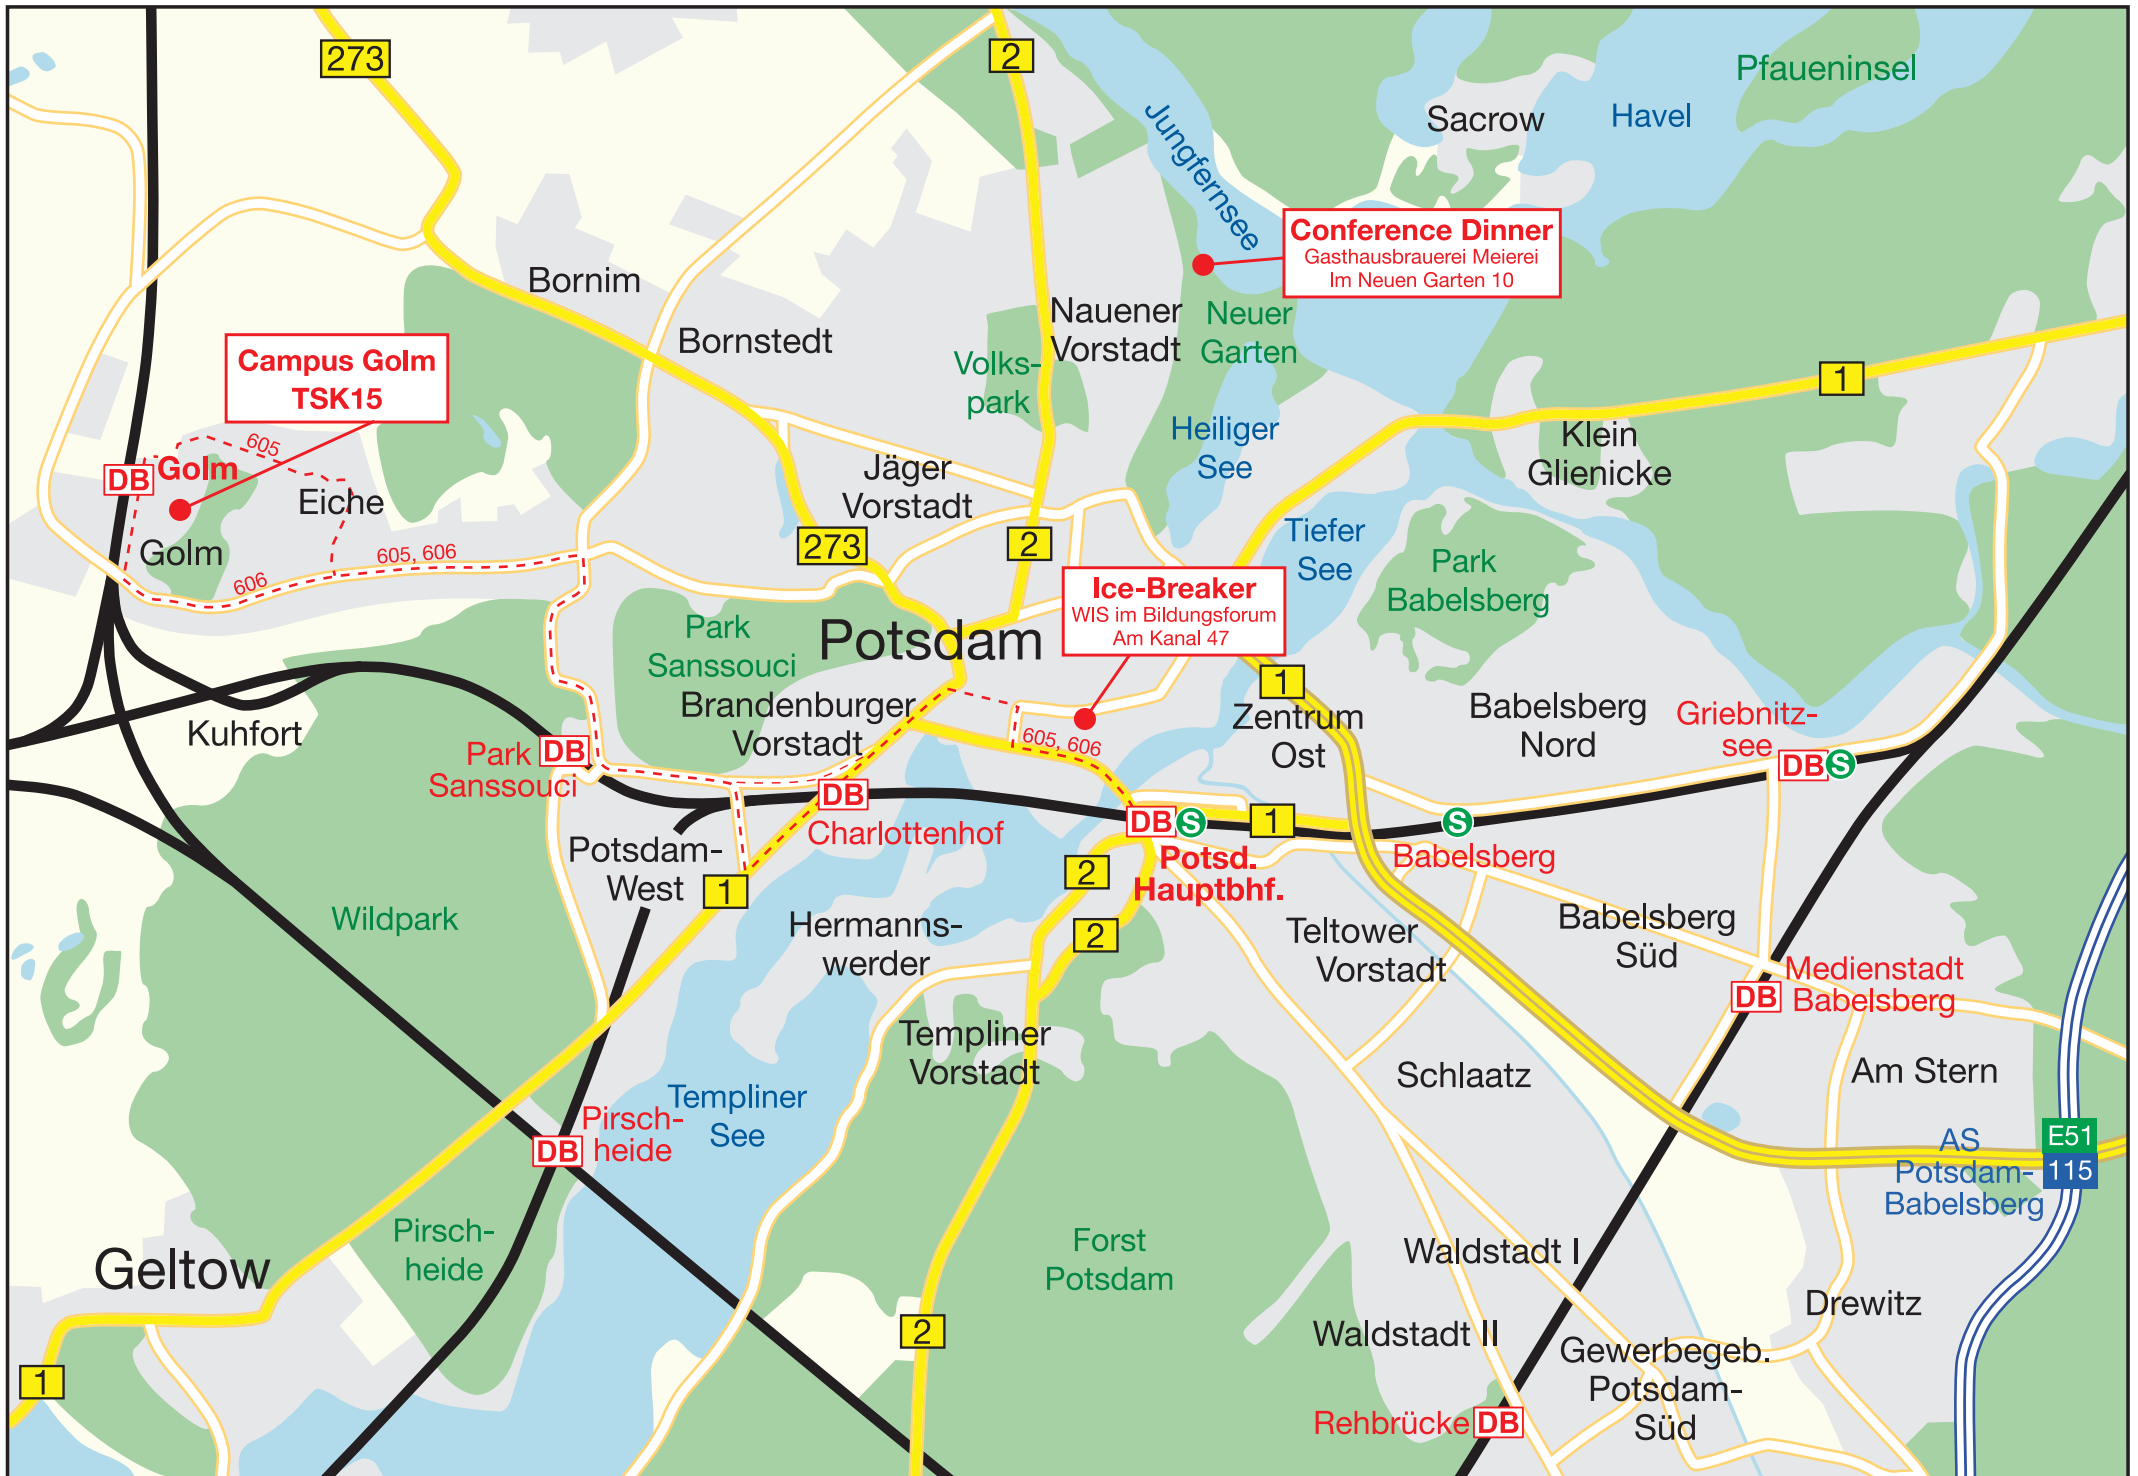 273
2
Pfaueninsel
Sacrow
Havel
Jungfernsee
Conference Dinner
Gasthausbrauerei Meierei
Im Neuen Garten 10
Bornim
Bornstedt
Nauener
Vorstadt
Neuer
Garten
Volks-
park
Campus Golm
TSK15
1
Heiliger
See
Klein
Glienicke
605
DB
Golm
Eiche
Jäger
Vorstadt
273
2
Tiefer
See
Park
Babelsberg
Golm
605, 606
606
Ice-Breaker
WIS im Bildungsforum
Am Kanal 47
Park
Sanssouci
Potsdam
1
Zentrum
Ost
Babelsberg
Nord
Griebnitz-
see
DB
S
Brandenburger
Vorstadt
605, 606
Kuhfort
Park
Sanssouci
DB
DB
Charlottenhof
DB
S
1
S
Potsd.
Hauptbhf.
Babelsberg
Potsdam-
West
1
2
2
Wildpark
Hermanns-
werder
Teltower
Vorstadt
Babelsberg
Süd
Medienstadt
Babelsberg
DB
Templiner
Vorstadt
Schlaatz
Am Stern
Templiner
See
Pirsch-
heide
DB
E51
115
AS
Potsdam-
Babelsberg
Pirsch-
heide
Geltow
Forst
Potsdam
Waldstadt I
Drewitz
2
Waldstadt II
Gewerbegeb.
Potsdam-
Süd
1
Rehbrücke
DB